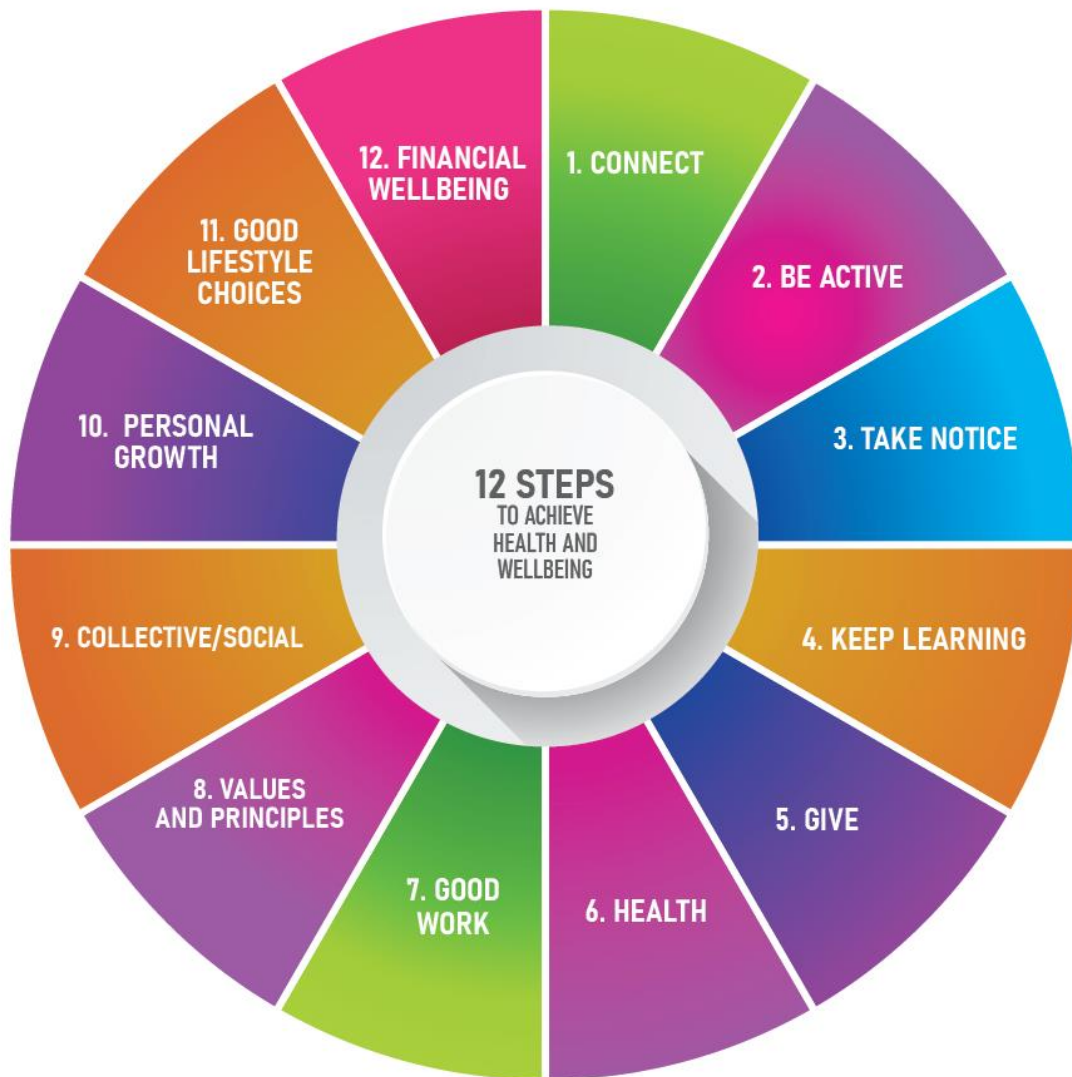 12 STEPS
TO ACHIEVE
HEALTH AND
WELLBEING
1. CONNECT
2. BE ACTIVE
3. TAKE NOTICE
4. KEEP LEARNING
5. GIVE
6. HEALTH
7. GOOD
WORK
8. VALUES
AND PRINCIPLES
9. COLLECTIVE/SOCIAL
10. PERSONAL
GROWTH
11. GOOD
LIFESTYLE
CHOICES
12. FINANCIAL
WELLBEING